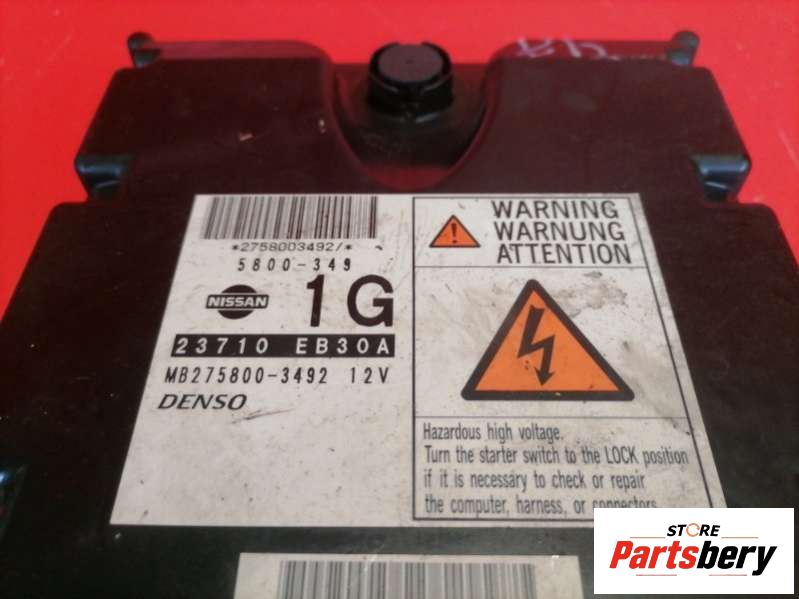 *2758003492/*
5800-349
NISSAN
1G
23710 EB30A
MB275800-3492 12V
DENSO
WARNING
WARNUNG
ATTENTION
Hazardous high voltage.
Turn the starter switch to the LOCK position
if it is necessary to check or repair
the computer, harness, or connectors
STORE
Partsbery